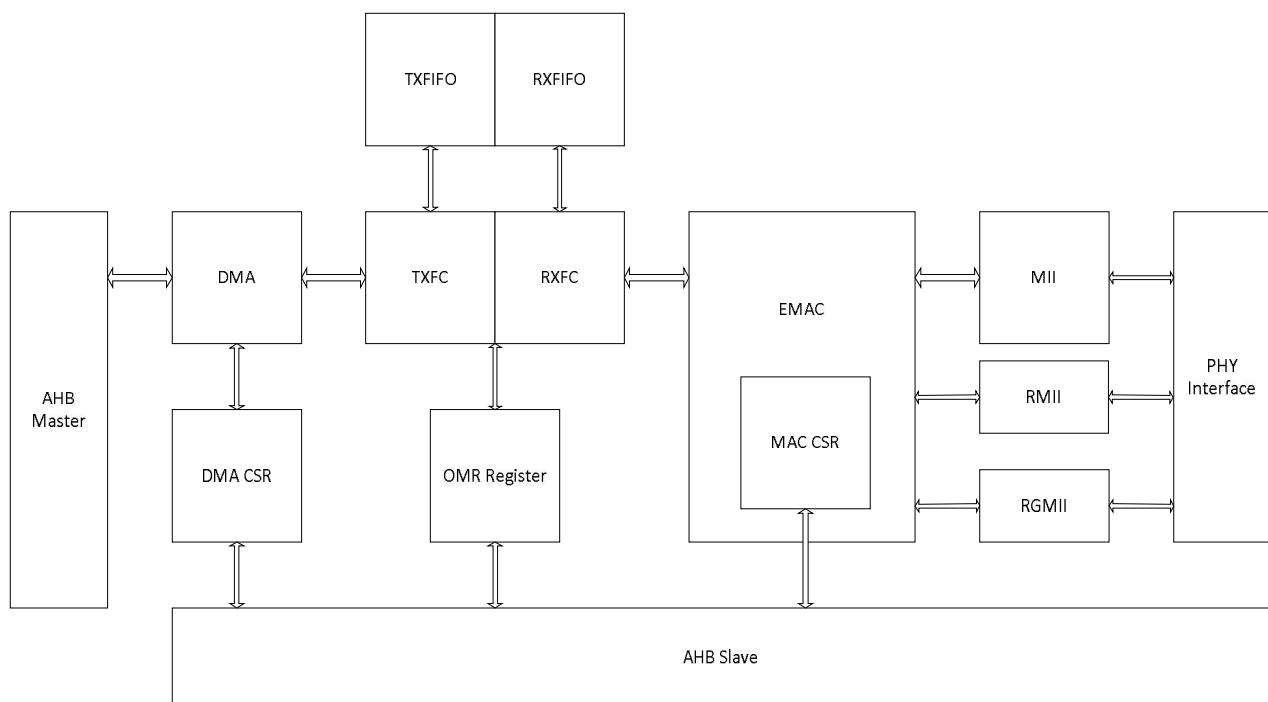 TXFIFO
RXFIFO
AHB
Master
DMA
TXFC
RXFC
EMAC
MII
PHY
Interface
RMII
DMA CSR
OMR Register
MAC CSR
RGMII
AHB Slave